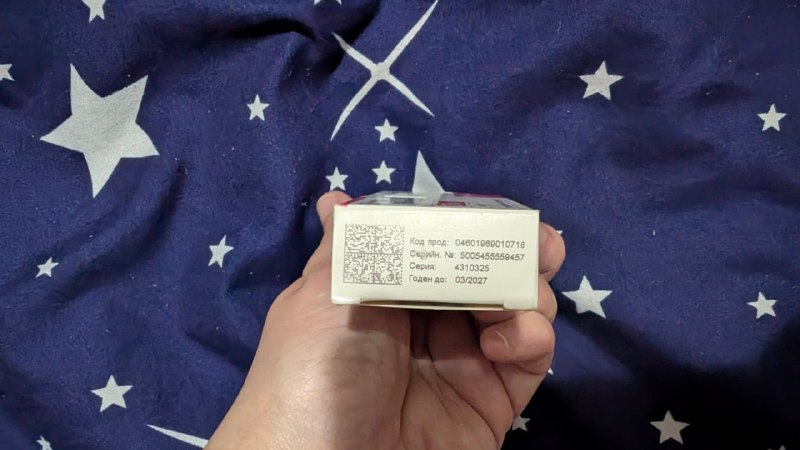 Код прод: 04601969010718
Серийн. №: 5005455559457
Серия: 4310325
Годен до: 03/2027